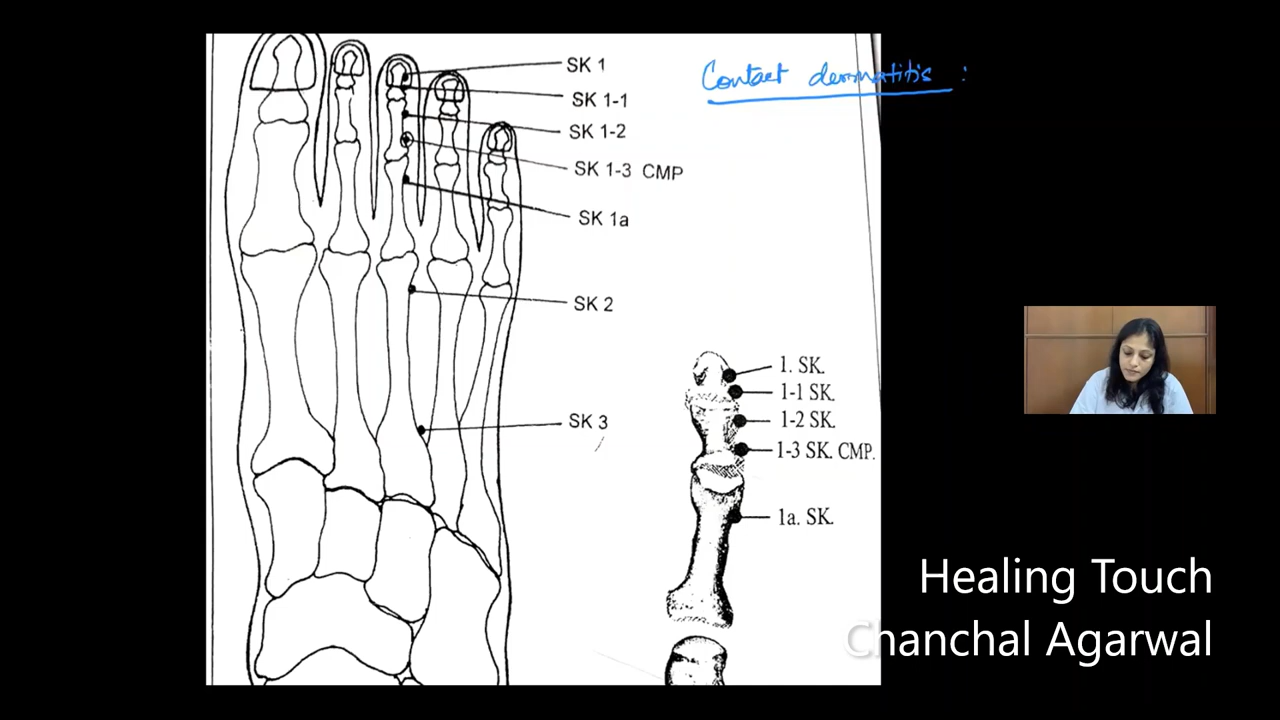 Contact dermatitis :
SK 1
SK 1-1
SK 1-2
SK 1-3 CMP
SK 1a
SK 2
SK 3
1. SK.
1-1 SK.
1-2 SK.
1-3 SK. CMP.
1a. SK.
Healing Touch
Chanchal Agarwal